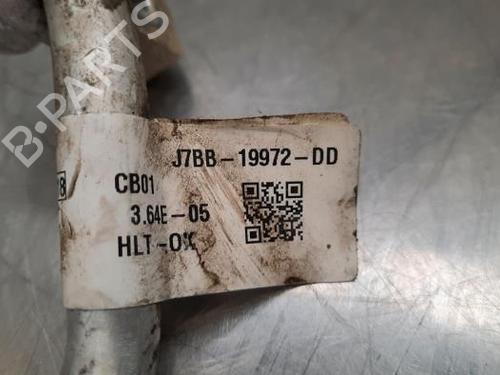 B-PARTS
J7BB-19972-DD
CB01
3.64E-05
HLT-OK